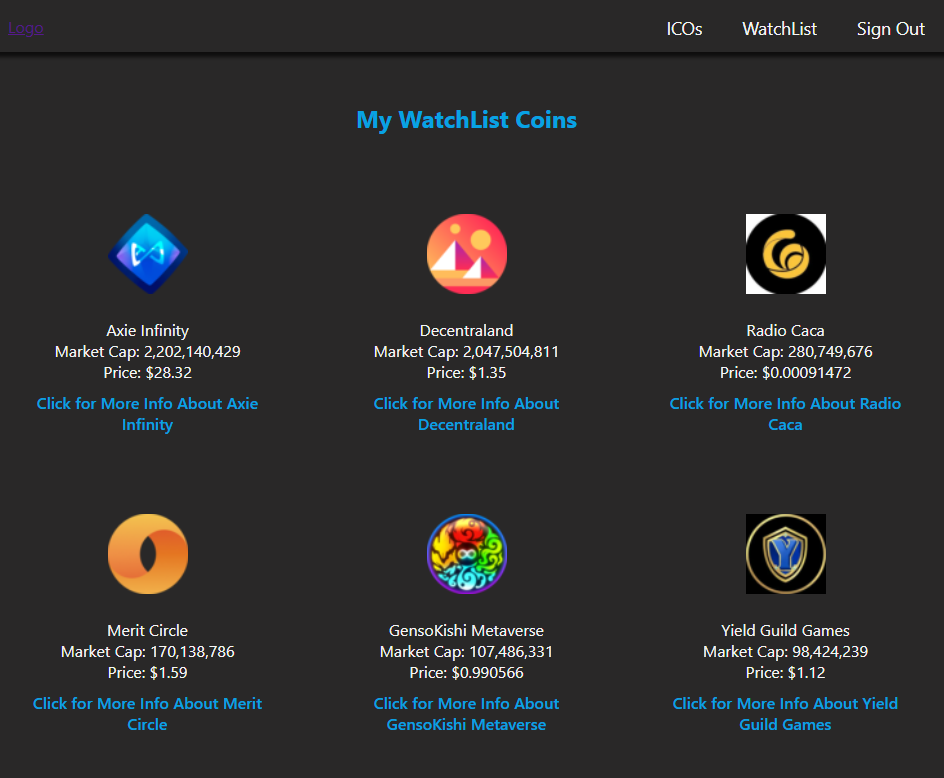 Logo
ICOs
WatchList
Sign Out
My WatchList Coins
Axie Infinity
Market Cap: 2,202,140,429
Price: $28.32
Click for More Info About Axie
Infinity
Decentraland
Market Cap: 2,047,504,811
Price: $1.35
Click for More Info About
Decentraland
Radio Caca
Market Cap: 280,749,676
Price: $0.00091472
Click for More Info About Radio
Caca
Merit Circle
Market Cap: 170,138,786
Price: $1.59
Click for More Info About Merit
Circle
GensoKishi Metaverse
Market Cap: 107,486,331
Price: $0.990566
Click for More Info About
GensoKishi Metaverse
Yield Guild Games
Market Cap: 98,424,239
Price: $1.12
Click for More Info About Yield
Guild Games